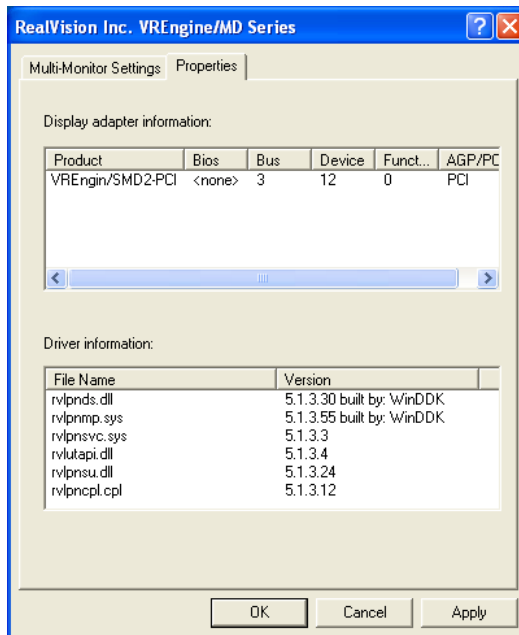 RealVision Inc. VREngine/MD Series
Multi-Monitor Settings Properties
Display adapter information:
Product Bios Bus Device Funct... AGP/PC
VREngin/SMD2-PCI <none> 3 12 0 PCI
Driver information:
File Name Version
rvlpnds.dll 5.1.3.30 built by: WinDDK
rvlpnmp.sys 5.1.3.55 built by: WinDDK
rvlpnsvc.sys 5.1.3.3
rvlutapi.dll 5.1.3.4
rvlpnsu.dll 5.1.3.24
rvlpncpl.cpl 5.1.3.12
OK Cancel Apply